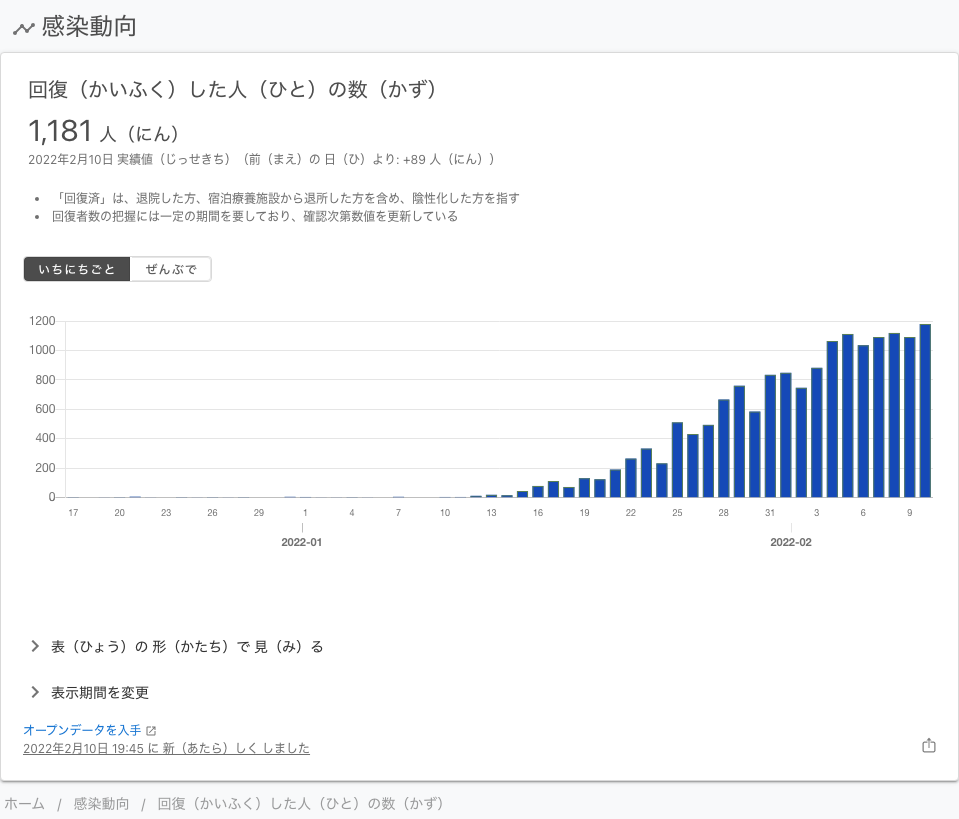 感染動向
回復（かいふく）した人（ひと）の数（かず）
1,181 人（にん）
2022年2月10日 実績値（じっせきち）（前（まえ）の 日（ひ）より: +89 人（にん））
「回復済」は、退院した方、宿泊療養施設から退所した方を含め、陰性化した方を指す
回復者数の把握には一定の期間を要しており、確認次第数値を更新している
いちにちごと ぜんぶで
1200
1000
800
600
400
200
0
17 20 23 26 29 1 4 7 10 13 16 19 22 25 28 31 3 6 9
2022-01 2022-02
表（ひょう）の 形（かたち）で 見（み）る
表示期間を変更
オープンデータを入手
2022年2月10日 19:45 に 新（あたら）しく しました
ホーム / 感染動向 / 回復（かいふく）した人（ひと）の数（かず）